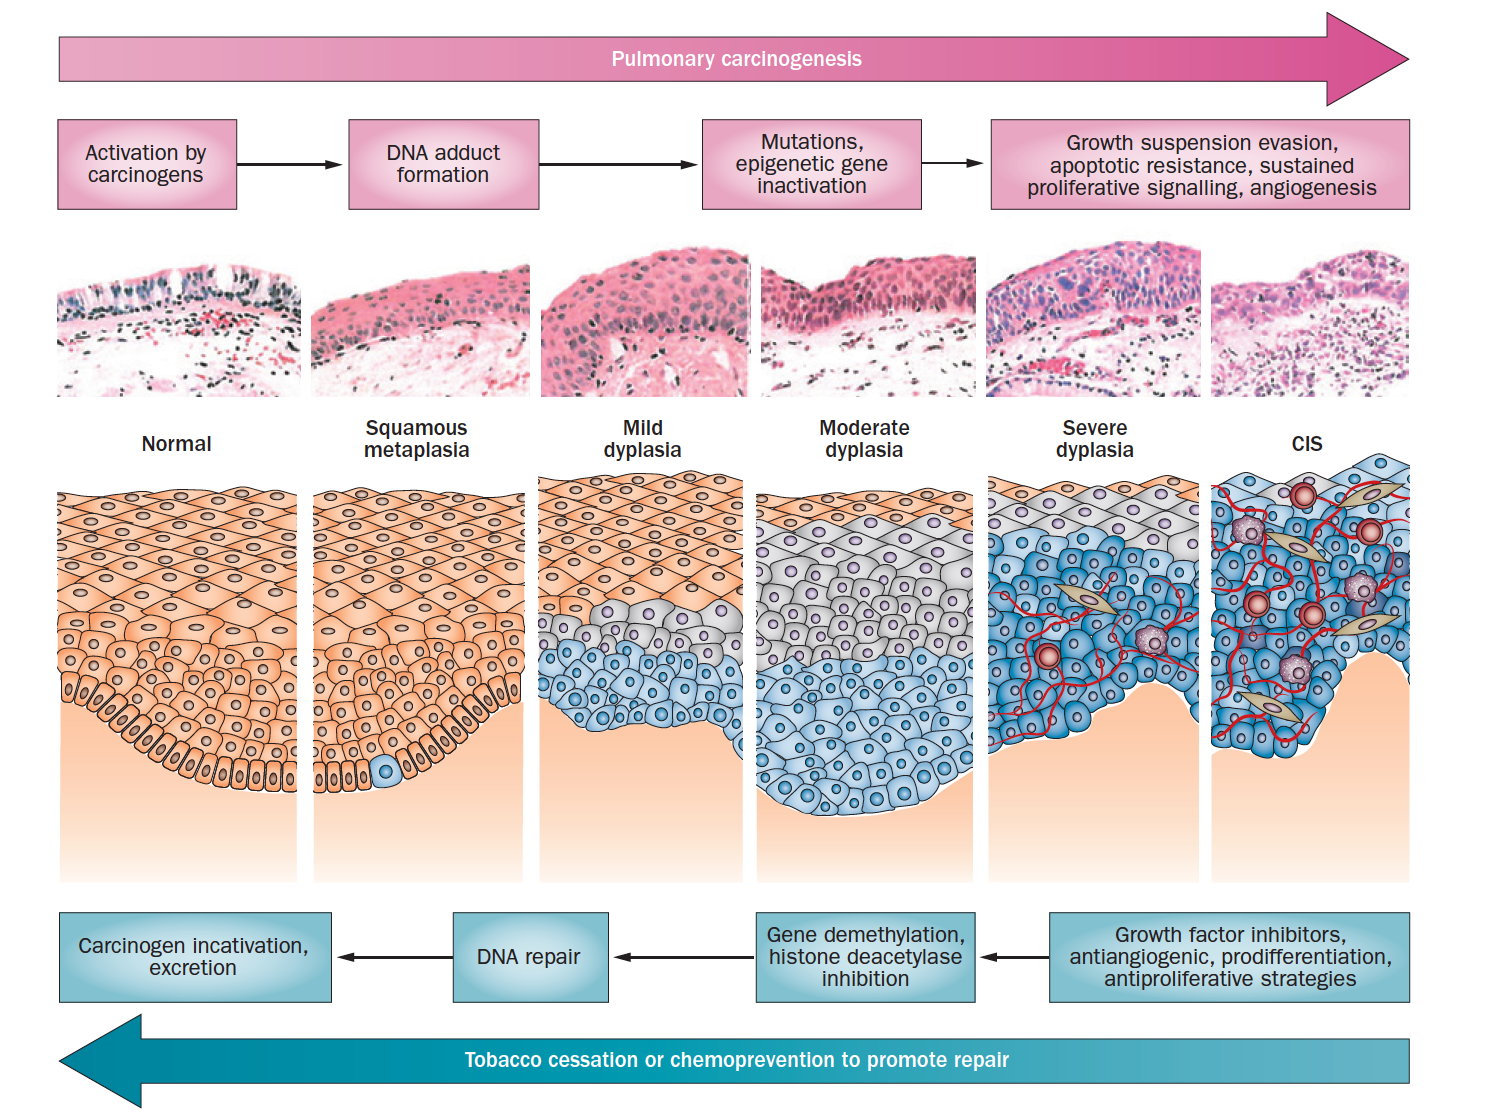 Pulmonary carcinogenesis
Activation by
carcinogens
DNA adduct
formation
Mutations,
epigenetic gene
inactivation
Growth suspension evasion,
apoptotic resistance, sustained
proliferative signalling, angiogenesis
Normal
Squamous
metaplasia
Mild
dyplasia
Moderate
dyplasia
Severe
dyplasia
CIS
Carcinogen incativation,
excretion
DNA repair
Gene demethylation,
histone deacetylase
inhibition
Growth factor inhibitors,
antiangiogenic, prodifferentiation,
antiproliferative strategies
Tobacco cessation or chemoprevention to promote repair